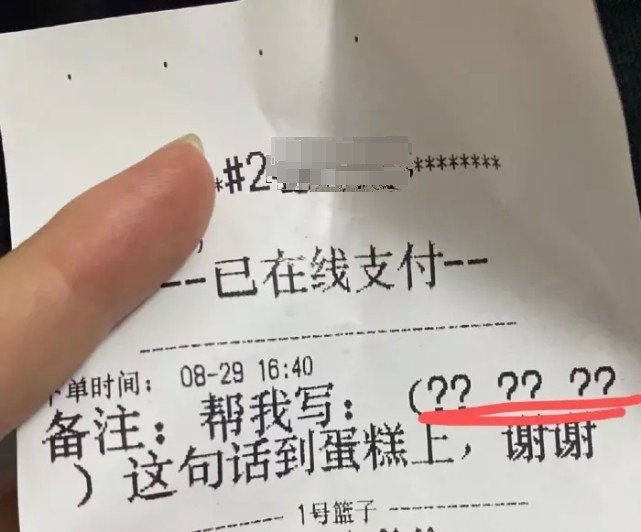 *#2 ********
--已在线支付--
单时间： 08-29 16:40
备注：帮我写：（?? ?? ??
）这句话到蛋糕上，谢谢
1号篮子